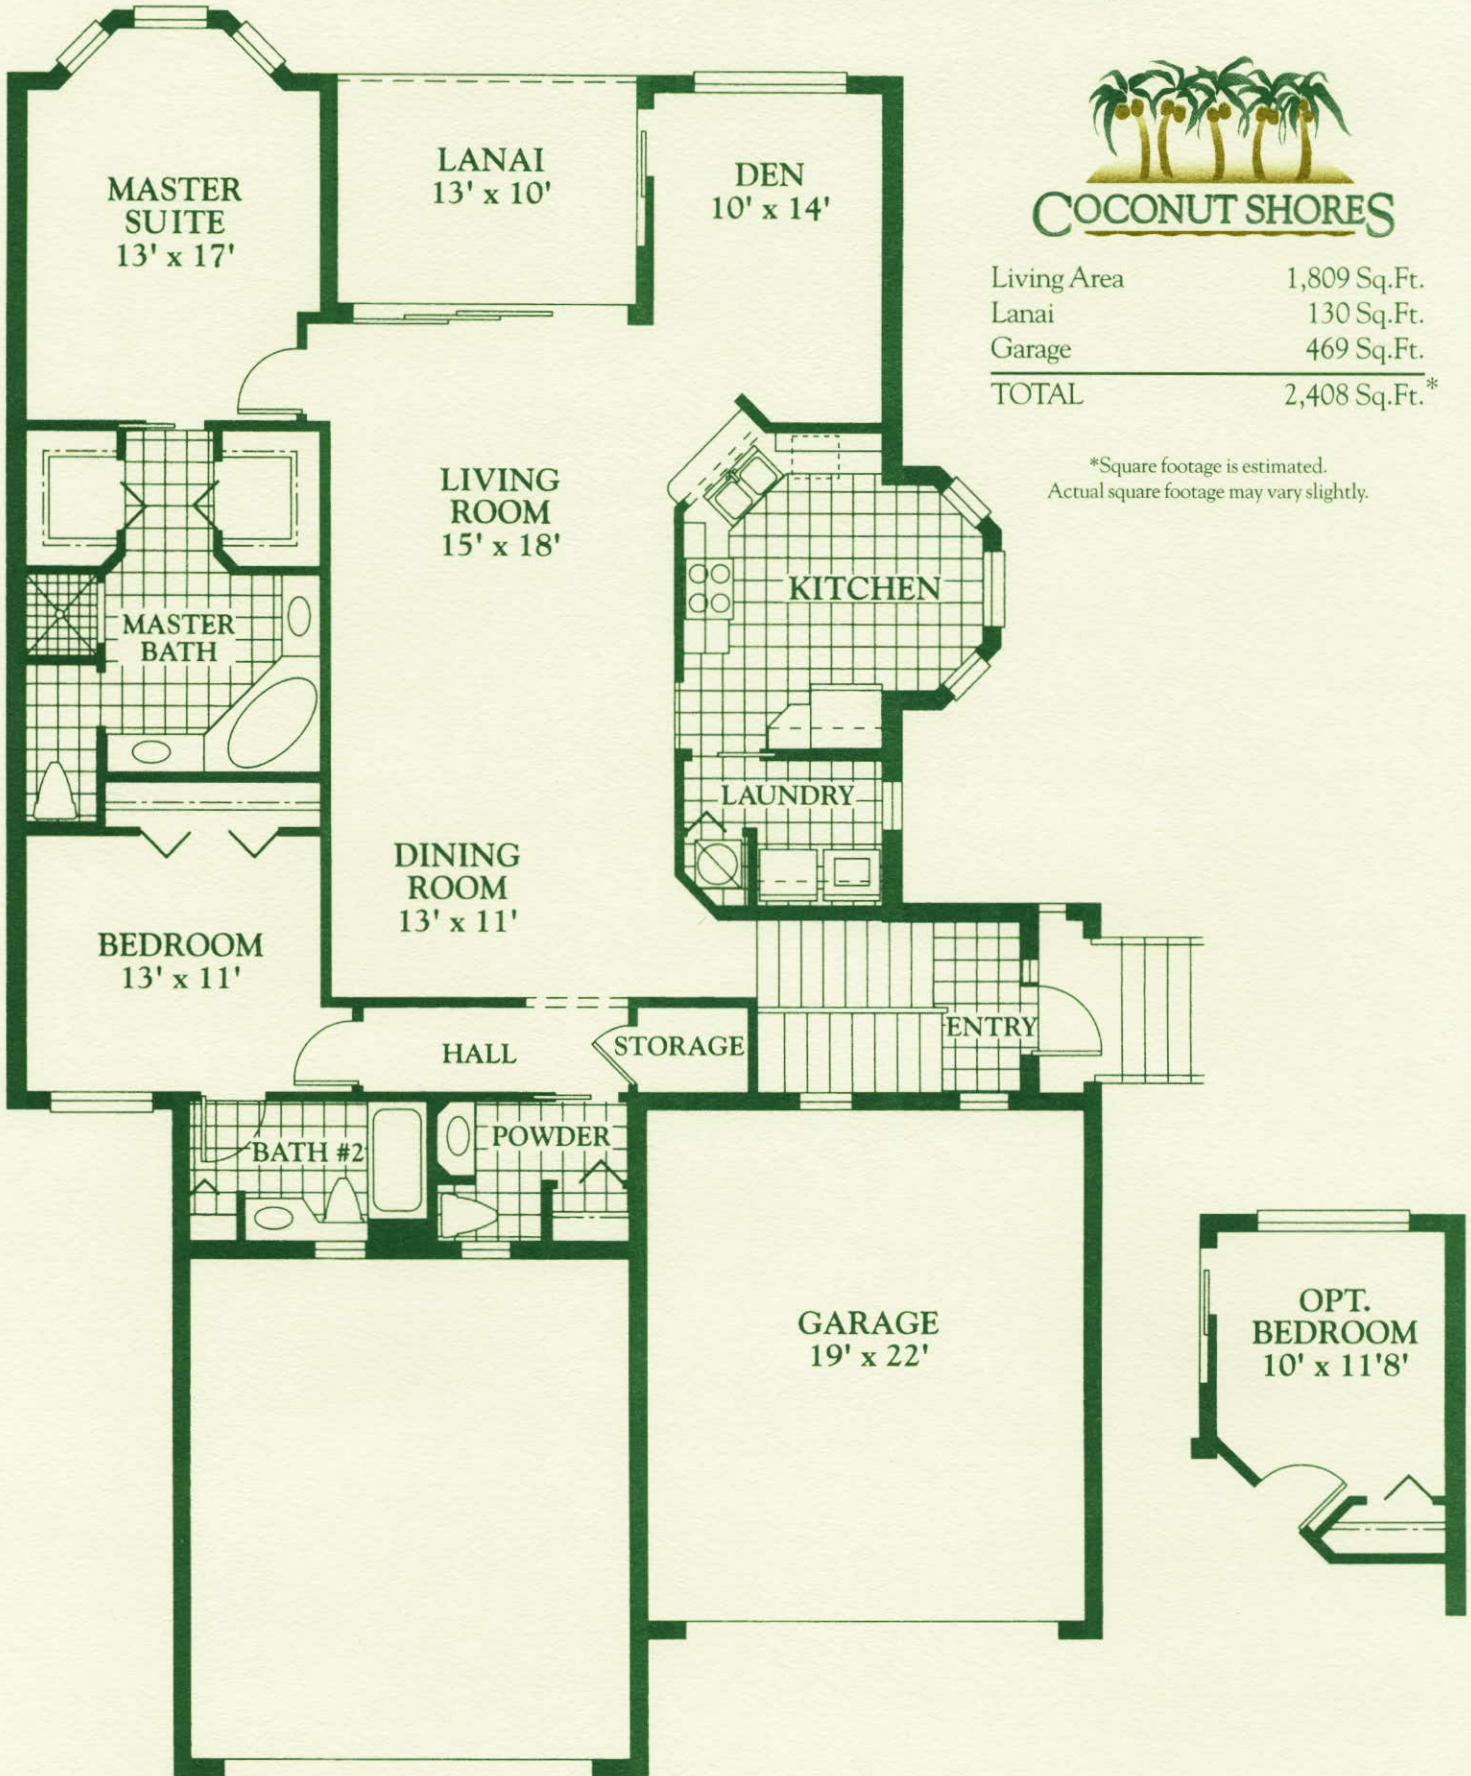 MASTER
SUITE
13' x 17'
LANAI
13' x 10'
DEN
10' x 14'
COCONUT SHORES
Living Area 1,809 Sq.Ft.
Lanai 130 Sq.Ft.
Garage 469 Sq.Ft.
TOTAL 2,408 Sq.Ft.*
*Square footage is estimated.
Actual square footage may vary slightly.
LIVING
ROOM
15' x 18'
KITCHEN
MASTER
BATH
LAUNDRY
DINING
ROOM
13' x 11'
BEDROOM
13' x 11'
HALL
STORAGE
ENTRY
BATH #2
POWDER
GARAGE
19' x 22'
OPT.
BEDROOM
10' x 11'8'